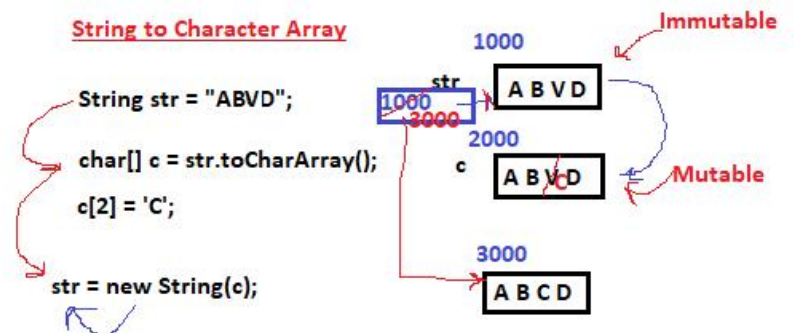 String to Character Array
String str = "ABVD";
char[] c = str.toCharArray();
c[2] = 'C';
str = new String(c);
1000
Immutable
str
A B V D
1000
3000
2000
c
A B V D
C
Mutable
3000
A B C D